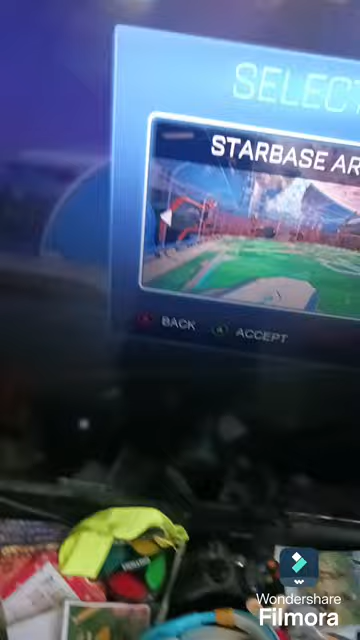 SELECT
STARBASE AR
BACK
ACCEPT
Wondershare
Filmora